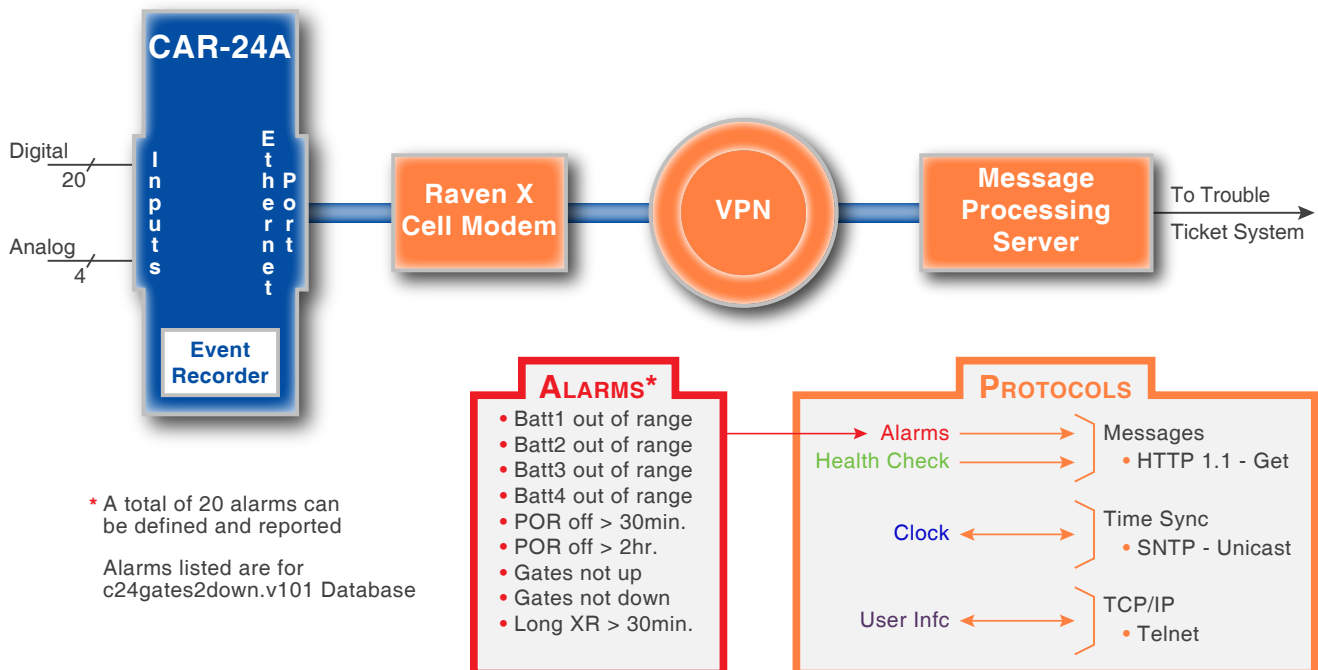 CAR-24A
Digital
20
Analog
4
Inputs
Ethernet
Port
Event
Recorder
Raven X
Cell Modem
VPN
Message
Processing
Server
To Trouble
Ticket System
* A total of 20 alarms can
be defined and reported
Alarms listed are for
c24gates2down.v101 Database
ALARMS*
• Batt1 out of range
• Batt2 out of range
• Batt3 out of range
• Batt4 out of range
• POR off > 30min.
• POR off > 2hr.
• Gates not up
• Gates not down
• Long XR > 30min.
PROTOCOLS
Alarms
Health Check
Messages
• HTTP 1.1 - Get
Clock
Time Sync
• SNTP - Unicast
User Infc
TCP/IP
• Telnet